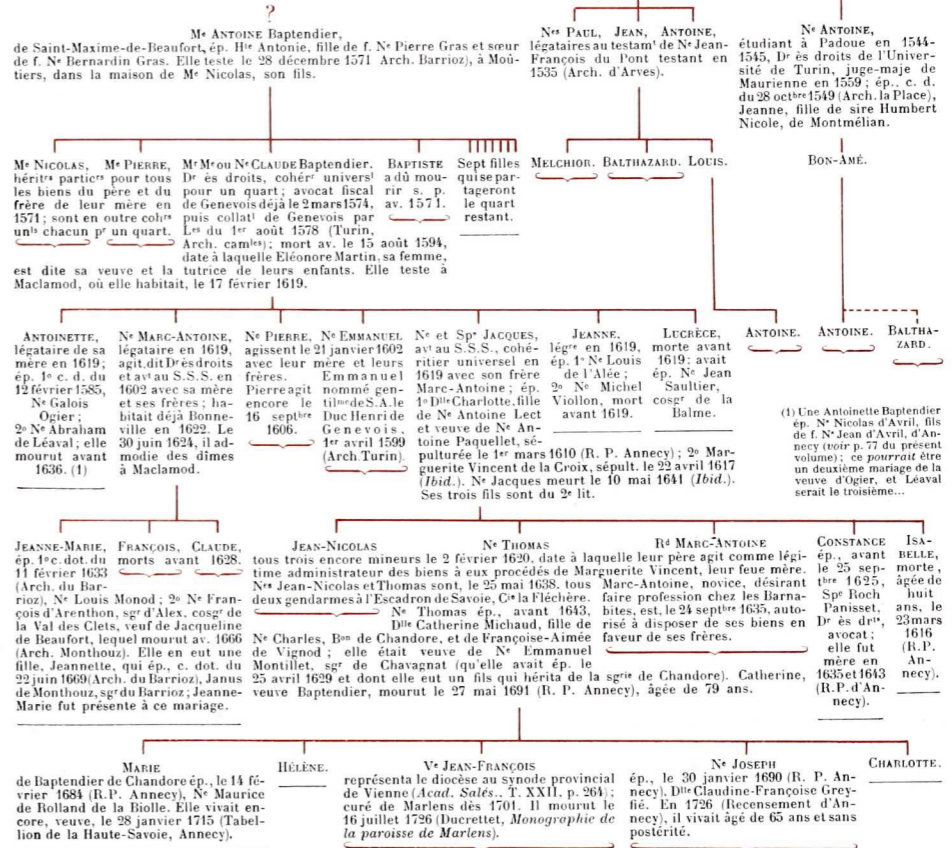 ?
Mᵉ ANTOINE Baptendier,
de Saint-Maxime-de-Beaufort, ép. Hᵗᵉ Antonie, fille de f. Nᵉ Pierre Gras et sœur
de f. Nᵉ Bernardin Gras. Elle teste le 28 décembre 1571 Arch. Barrioz), à Moû-
tiers, dans la maison de Mᵉ Nicolas, son fils.
Nᵉˢ PAUL, JEAN, ANTOINE,
légataires au testamᵗ de Nᵉ Jean-
François du Pont testant en
1535 (Arch. d'Arves).
Nᵉ ANTOINE,
étudiant à Padoue en 1544-
1545, Dʳ ès droits de l'Univer-
sité de Turin, juge-maje de
Maurienne en 1559 ; ép., c. d.
du 28 octᵇʳᵉ 1549 (Arch. la Place),
Jeanne, fille de sire Humbert
Nicole, de Montmélian.
Mᵉ NICOLAS, Mᵉ PIERRE,
héritʳˢ particʳˢ pour tous
les biens du père et du
frère de leur mère en
1571 ; sont en outre cohʳˢ
unˡˢ chacun pʳ un quart.
Mʳ Mᵉ ou Nᵉ CLAUDE Baptendier.
Dʳ ès droits, cohérʳ universˡ
pour un quart ; avocat fiscal
de Genevois déjà le 2 mars 1574,
puis collatˡ de Genevois par
Lᵉˢ du 1ᵉʳ août 1578 (Turin,
Arch. camˡᵉˢ) ; mort av. le 15 août 1594,
date à laquelle Eléonore Martin, sa femme,
est dite sa veuve et la tutrice de leurs enfants. Elle teste à
Maclamod, où elle habitait, le 17 février 1619.
BAPTISTE
a dû mou-
rir s. p.
av. 1571.
Sept filles
qui se par-
tageront
le quart
restant.
MELCHIOR. BALTHAZARD. LOUIS.
BON-AMÉ.
ANTOINETTE,
légataire de sa
mère en 1619 ;
ép. 1º c. d. du
12 février 1585,
Nᵉ Galois
Ogier ;
2º Nᵉ Abraham
de Léaval ; elle
mourut avant
1636. (1)
Nᵉ MARC-ANTOINE,
légataire en 1619,
agit, dit Dʳ ès droits
et avᵗ au S.S.S. en
1602 avec sa mère
et ses frères ; ha-
bitait déjà Bonne-
ville en 1622. Le
30 juin 1624, il ad-
modie des dîmes
à Maclamod.
Nᵉ PIERRE, Nᵉ EMMANUEL
agissent le 21 janvier 1602
avec leur mère et leurs
frères.
Pierre agit
encore le
16 septᵇʳᵉ
1606.
Emmanuel
nommé gen-
tilᵐᵉ de S.A. le
Duc Henri de
Genevois,
1ᵉʳ avril 1599
(Arch. Turin).
Nᵉ et Spᵉ JACQUES,
avᵗ au S.S.S., cohé-
ritier universel en
1619 avec son frère
Marc-Antoine ; ép.
1º Dˡˡᵉ Charlotte, fille
de Nᵉ Antoine Lect
et veuve de Nᵉ An-
toine Paquellet, sé-
pulturée le 1ᵉʳ mars 1610 (R. P. Annecy) ; 2º Mar-
guerite Vincent de la Croix, sépult. le 22 avril 1617
(Ibid.). Nᵉ Jacques meurt le 10 mai 1641 (Ibid.).
Ses trois fils sont du 2ᵉ lit.
JEANNE,
légʳᵉ en 1619,
ép. 1º Nᵉ Louis
de l'Alée ;
2º Nᵉ Michel
Viollon, mort
avant 1619.
LUCRÈCE,
morte avant
1619 ; avait
ép. Nᵉ Jean
Saultier,
cosgʳ de la
Balme.
ANTOINE.
ANTOINE.
BALTHA-
ZARD.
(1) Une Antoinette Baptendier
ép. Nᵉ Nicolas d'Avril, fils
de f. Nᵉ Jean d'Avril, d'An-
necy (voir p. 77 du présent
volume) ; ce pourrait être
un deuxième mariage de la
veuve d'Ogier, et Léaval
serait le troisième...
JEANNE-MARIE,
ép. 1º c. dot. du
11 février 1633
(Arch. du Bar-
rioz), Nᵉ Louis Monod ; 2º Nᵉ Fran-
çois d'Arenthon, sgʳ d'Alex, cosgʳ de
la Val des Clets, veuf de Jacqueline
de Beaufort, lequel mourut av. 1666
(Arch. Monthouz). Elle en eut une
fille, Jeannette, qui ép., c. dot. du
22 juin 1669 (Arch. du Barrioz), Janus
de Monthouz, sgʳ du Barrioz ; Jeanne-
Marie fut présente à ce mariage.
FRANÇOIS, CLAUDE,
morts avant 1628.
JEAN-NICOLAS Nᵉ THOMAS Rᵈ MARC-ANTOINE
tous trois encore mineurs le 2 février 1620, date à laquelle leur père agit comme légi-
time administrateur des biens à eux procédés de Marguerite Vincent, leur feue mère.
Nᵉˢ Jean-Nicolas et Thomas sont, le 25 mai 1638, tous
deux gendarmes à l'Escadron de Savoie, Cⁱᵉ la Fléchère.
Nᵉ Thomas ép., avant 1643,
Dˡˡᵉ Catherine Michaud, fille de
Nᵉ Charles, Bᵒⁿ de Chandore, et de Françoise-Aimée
de Vignod ; elle était veuve de Nᵉ Emmanuel
Montillet, sgʳ de Chavagnat (qu'elle avait ép. le
25 avril 1629 et dont elle eut un fils qui hérita de la sgʳⁱᵉ de Chandore). Catherine,
veuve Baptendier, mourut le 27 mai 1691 (R. P. Annecy), âgée de 79 ans.
Marc-Antoine, novice, désirant
faire profession chez les Barna-
bites, est, le 24 septᵇʳᵉ 1635, auto-
risé à disposer de ses biens en
faveur de ses frères.
CONSTANCE
ép., avant
le 25 sep-
tᵇʳᵉ 1625,
Spᵉ Roch
Panisset,
Dʳ ès drᵗˢ,
avocat ;
elle fut
mère en
1635 et 1643
(R.P. d'An-
necy).
ISA-
BELLE,
morte,
âgée de
huit
ans, le
23 mars
1616
(R.P.
An-
necy).
MARIE
de Baptendier de Chandore ép., le 14 fé-
vrier 1684 (R.P. Annecy), Nᵉ Maurice
de Rolland de la Biolle. Elle vivait en-
core, veuve, le 28 janvier 1715 (Tabel-
lion de la Haute-Savoie, Annecy).
HÉLÈNE.
Vᵉ JEAN-FRANÇOIS
représenta le diocèse au synode provincial
de Vienne (Acad. Salés., T. XXII, p. 264) ;
curé de Marlens dès 1701. Il mourut le
16 juillet 1726 (Ducrettet, Monographie de
la paroisse de Marlens).
Nᵉ JOSEPH
ép., le 30 janvier 1690 (R. P. An-
necy), Dˡˡᵉ Claudine-Françoise Grey-
fié. En 1726 (Recensement d'An-
necy), il vivait âgé de 65 ans et sans
postérité.
CHARLOTTE.